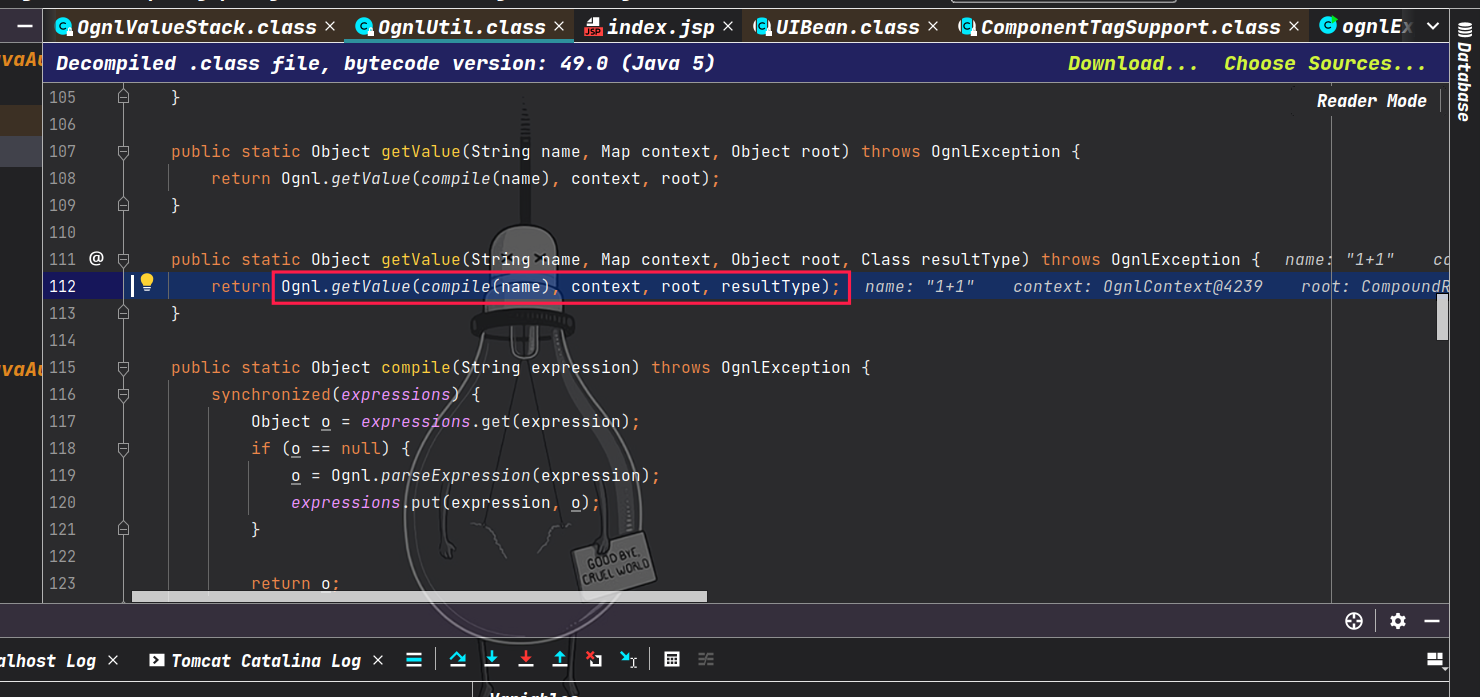 OgnlValueStack.class × OgnlUtil.class × index.jsp × UIBean.class × ComponentTagSupport.class × ognlEx
Decompiled .class file, bytecode version: 49.0 (Java 5) Download... Choose Sources...
Reader Mode
Database
105 }
106
107 public static Object getValue(String name, Map context, Object root) throws OgnlException {
108 return Ognl.getValue(compile(name), context, root);
109 }
110
111 @ public static Object getValue(String name, Map context, Object root, Class resultType) throws OgnlException { name: "1+1" co
112 return Ognl.getValue(compile(name), context, root, resultType); name: "1+1" context: OgnlContext@4239 root: CompoundR
113 }
114
115 public static Object compile(String expression) throws OgnlException {
116 synchronized(expressions) {
117 Object o = expressions.get(expression);
118 if (o == null) {
119 o = Ognl.parseExpression(expression);
120 expressions.put(expression, o);
121 }
122
123 return o;
GOOD BYE,
CRUEL WORLD
alhost Log × Tomcat Catalina Log ×
Variables